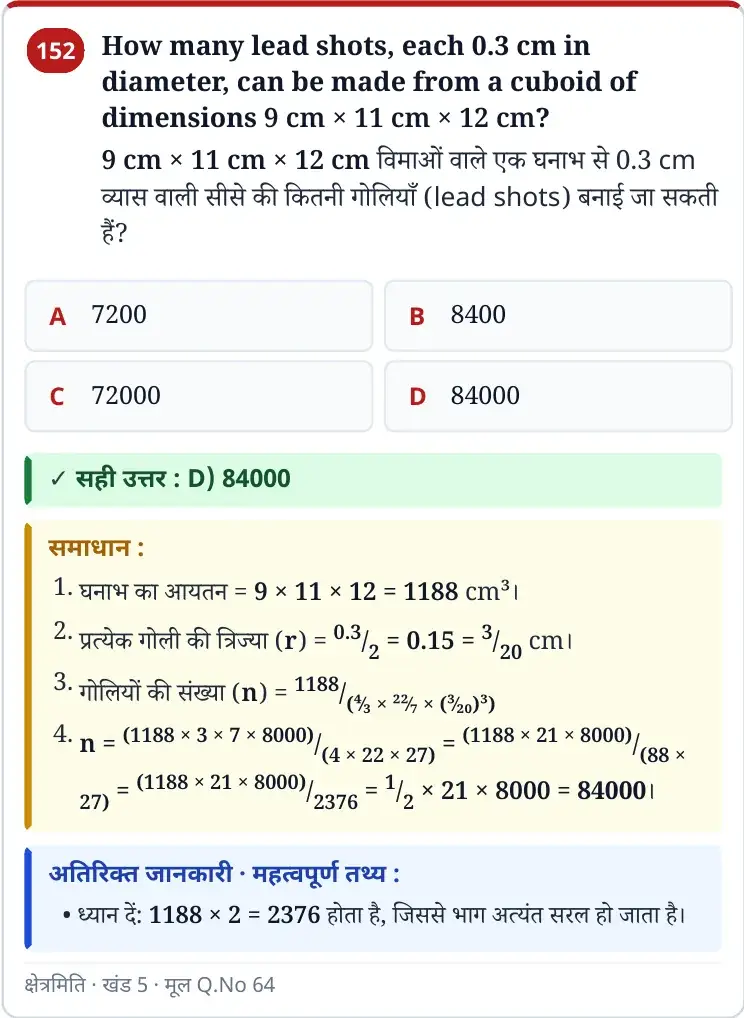 152
How many lead shots, each 0.3 cm in
diameter, can be made from a cuboid of
dimensions 9 cm × 11 cm × 12 cm?
9 cm × 11 cm × 12 cm विमाओं वाले एक घनाभ से 0.3 cm
व्यास वाली सीसे की कितनी गोलियाँ (lead shots) बनाई जा सकती
हैं?
A 7200
B 8400
C 72000
D 84000
✓ सही उत्तर : D) 84000
समाधान :
1. घनाभ का आयतन = 9 × 11 × 12 = 1188 cm³।
2. प्रत्येक गोली की त्रिज्या (r) = 0.3/2 = 0.15 = 3/20 cm।
3. गोलियों की संख्या (n) = 1188/(4/3 × 22/7 × (3/20)³)
4. n = (1188 × 3 × 7 × 8000)/(4 × 22 × 27) = (1188 × 21 × 8000)/(88 ×
27) = (1188 × 21 × 8000)/2376 = 1/2 × 21 × 8000 = 84000।
अतिरिक्त जानकारी · महत्वपूर्ण तथ्य :
• ध्यान दें: 1188 × 2 = 2376 होता है, जिससे भाग अत्यंत सरल हो जाता है।
क्षेत्रमिति · खंड 5 · मूल Q.No 64